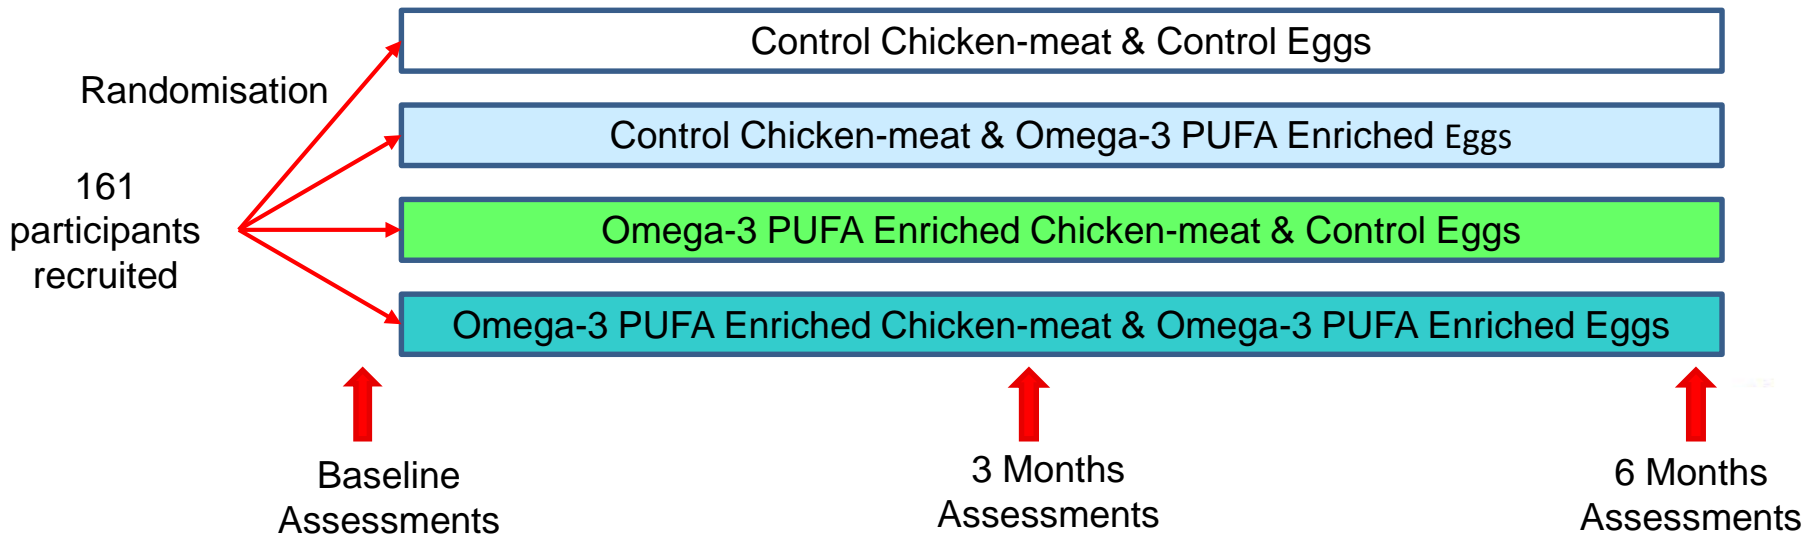 Control Chicken-meat & Control Eggs
Randomisation
Control Chicken-meat & Omega-3 PUFA Enriched Eggs
161
participants
recruited
Omega-3 PUFA Enriched Chicken-meat & Control Eggs
Omega-3 PUFA Enriched Chicken-meat & Omega-3 PUFA Enriched Eggs
Baseline
Assessments
3 Months
Assessments
6 Months
Assessments